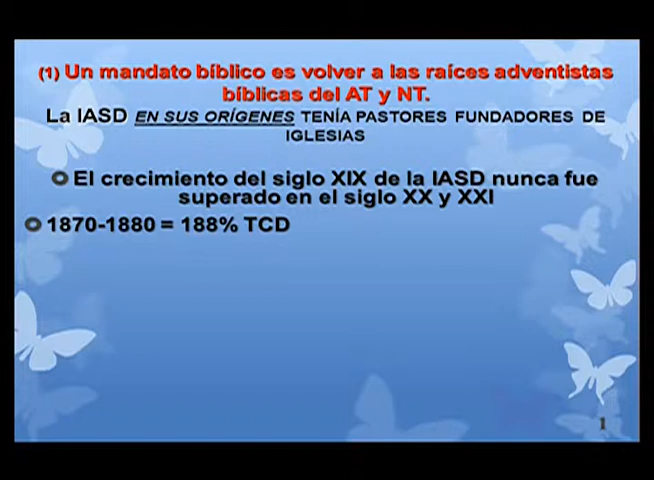 (1) Un mandato bíblico es volver a las raíces adventistas
bíblicas del AT y NT.
La IASD EN SUS ORÍGENES TENÍA PASTORES FUNDADORES DE
IGLESIAS
El crecimiento del siglo XIX de la IASD nunca fue
superado en el siglo XX y XXI
1870-1880 = 188% TCD
1